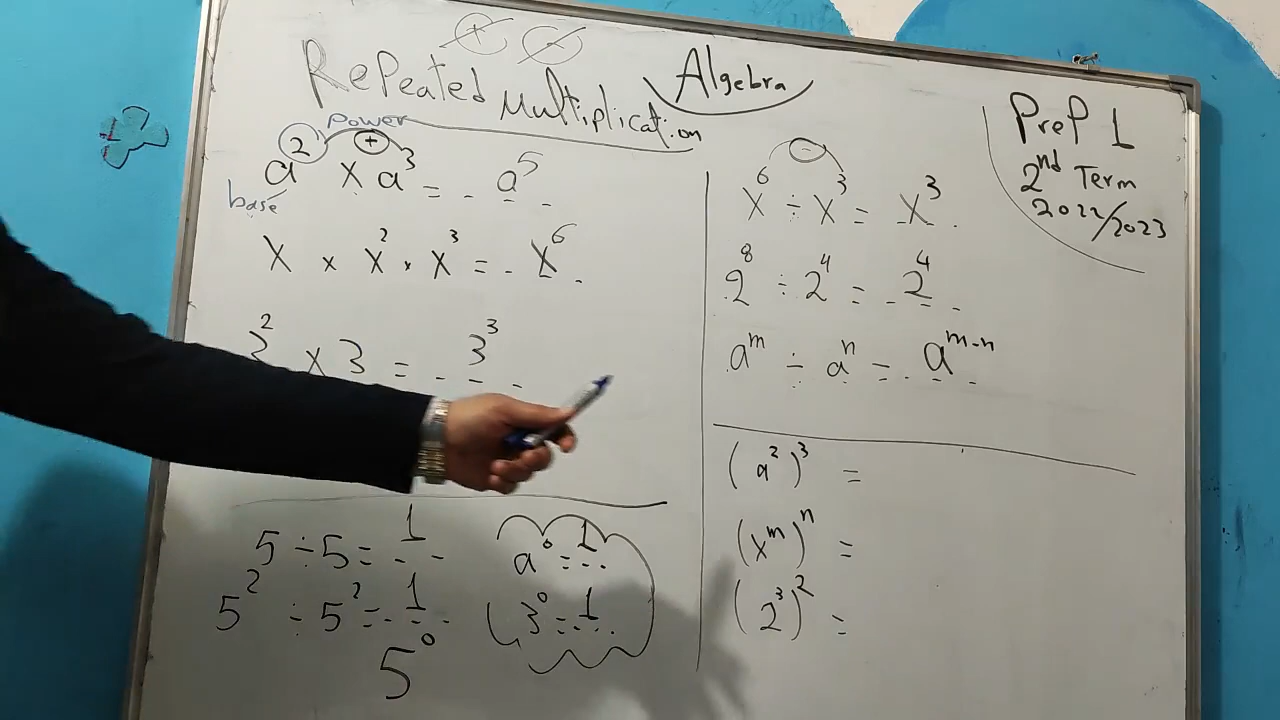 Repeated Multiplication
Algebra
Prep 1
2nd Term
2022/2023
power
a² × a³ = a⁵
base
x × x² × x³ = x⁶
3² × 3 = 3³
5 ÷ 5 = 1
5² ÷ 5² = 1
5⁰
a⁰ = 1
3⁰ = 1
x⁶ ÷ x³ = x³
2⁸ ÷ 2⁴ = 2⁴
aᵐ ÷ aⁿ = aᵐ⁻ⁿ
(a²)³ =
(xᵐ)ⁿ =
(2³)² =